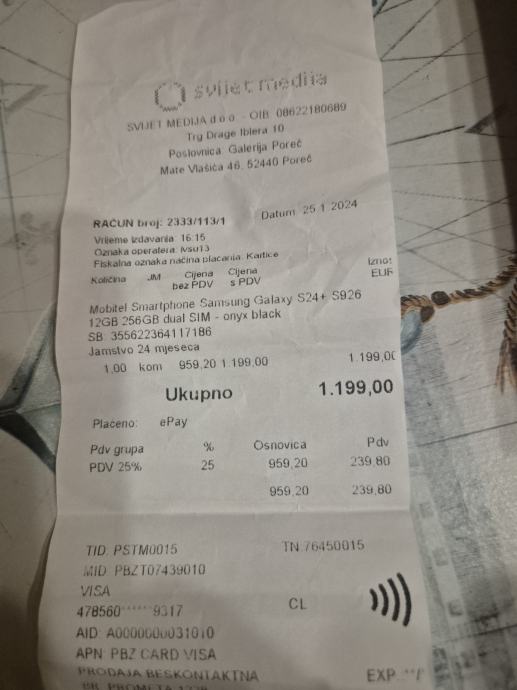 svijet medija
SVIJET MEDIJA d.o.o. - OIB: 08622180689
Trg Drage Iblera 10
Poslovnica: Galerija Poreč
Mate Vlašića 46, 52440 Poreč
RAČUN broj: 2333/113/1 Datum: 25.1.2024
Vrijeme izdavanja: 16:15
Oznaka operatera: ivsu13
Fiskalna oznaka načina plaćanja: Kartice
Količina JM Cijena bez PDV Cijena s PDV Iznos EUR
Mobitel Smartphone Samsung Galaxy S24+ S926
12GB 256GB dual SIM - onyx black
SB: 355622364117186
Jamstvo 24 mjeseca
1,00 kom 959,20 1.199,00 1.199,00
Ukupno 1.199,00
Plaćeno: ePay
Pdv grupa % Osnovica Pdv
PDV 25% 25 959,20 239,80
959,20 239,80
TID: PSTM0015 TN:76450015
MID: PBZT07439010
VISA
478560******9317 CL
AID: A0000000031010
APN: PBZ CARD VISA
PRODAJA BESKONTAKTNA EXP.:**/
BR. PROMETA